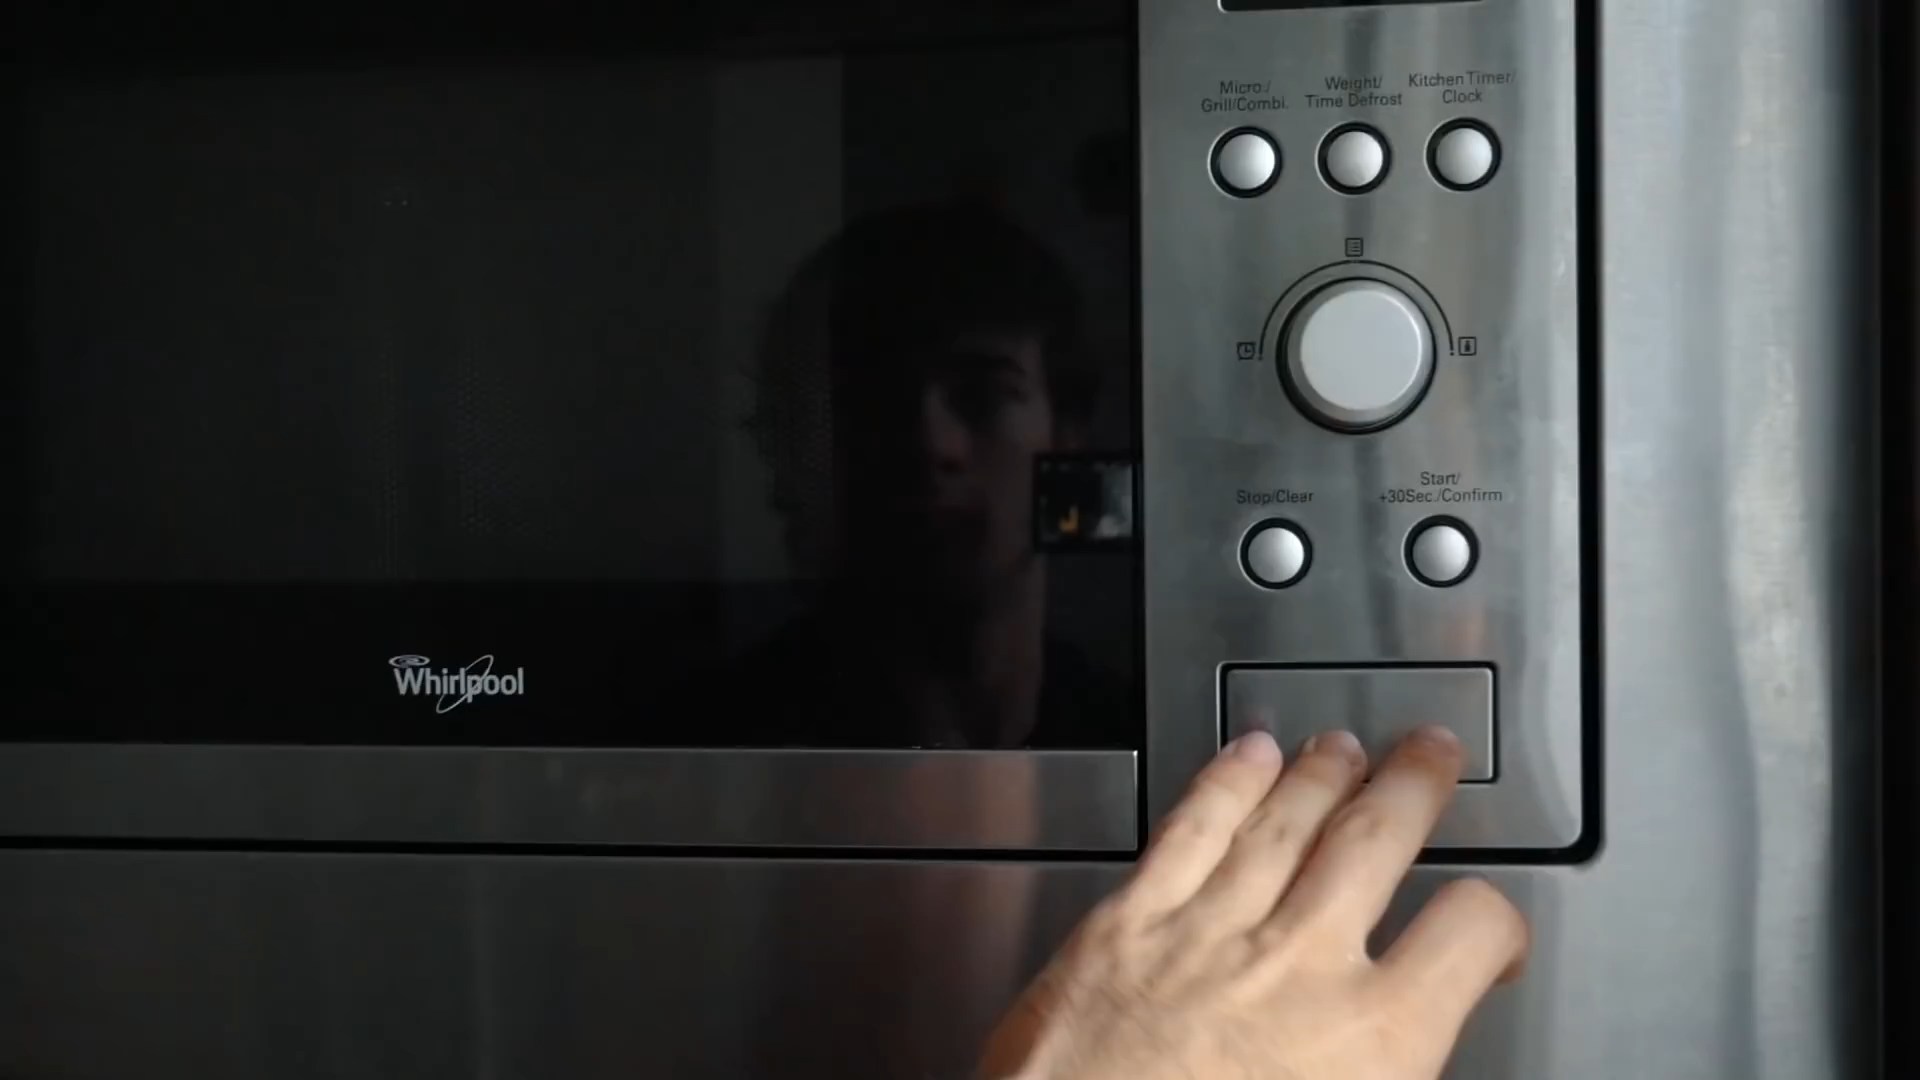 Micro./
Grill/Combi.
Weight/
Time Defrost
Kitchen Timer/
Clock
Stop/Clear
Start/
+30Sec./Confirm
Whirlpool